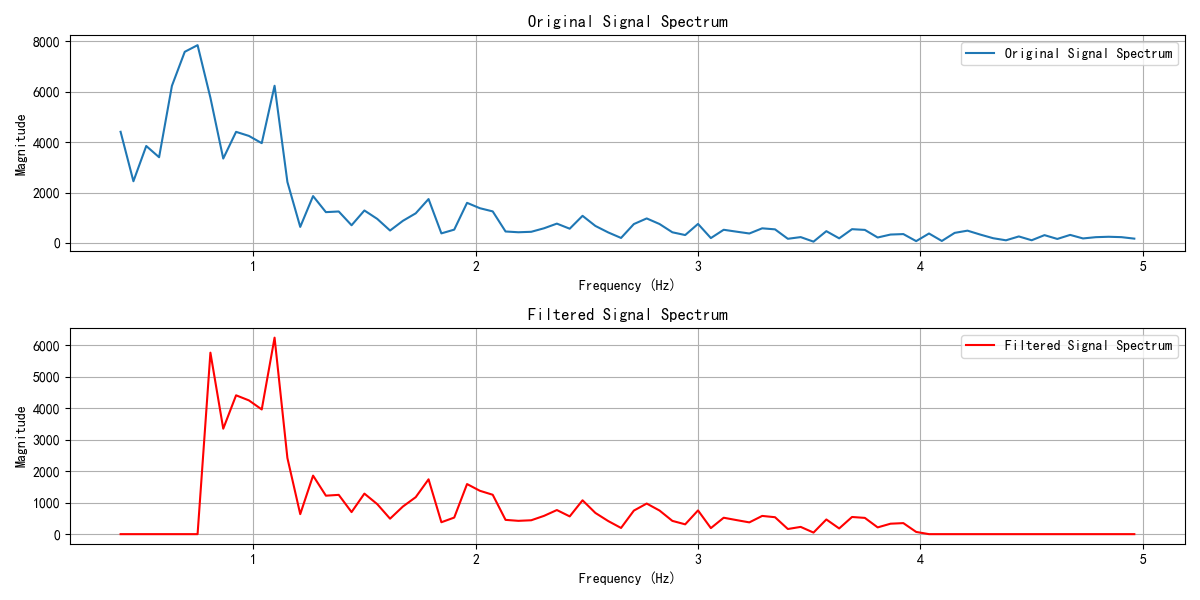 Original Signal Spectrum
8000
6000
4000
2000
0
Magnitude
Original Signal Spectrum
1 2 3 4 5
Frequency (Hz)
Filtered Signal Spectrum
6000
5000
4000
3000
2000
1000
0
Magnitude
Filtered Signal Spectrum
1 2 3 4 5
Frequency (Hz)